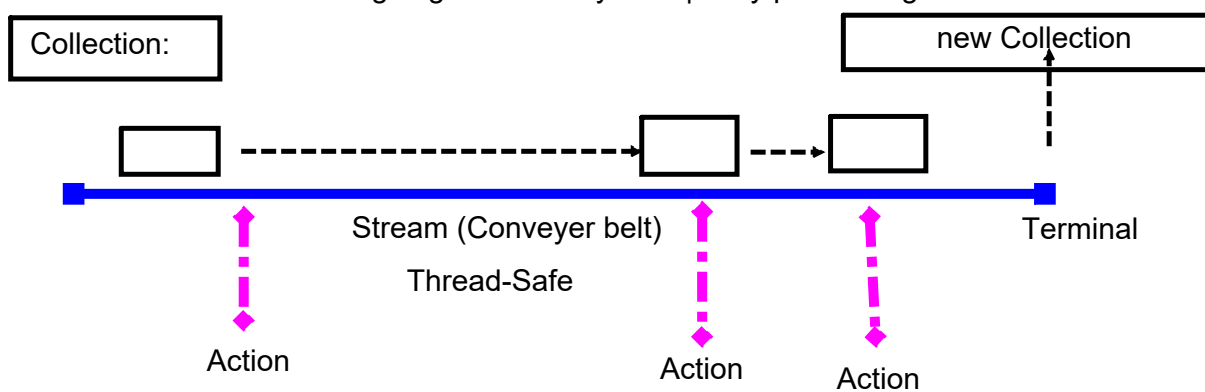 Collection:
new Collection
Stream (Conveyer belt)
Terminal
Thread-Safe
Action
Action
Action